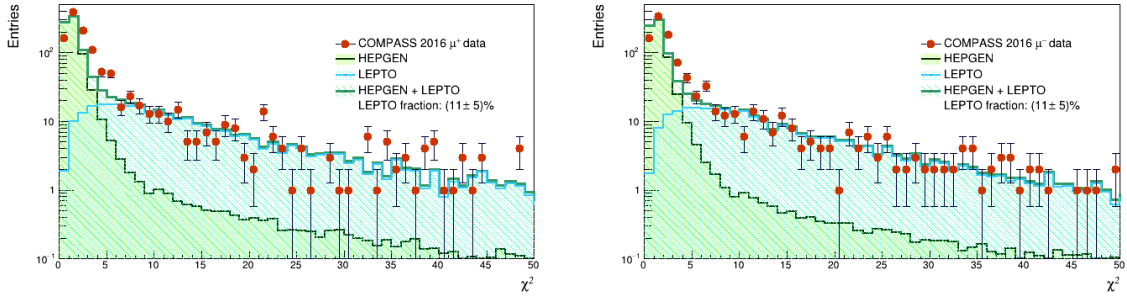 Entries
10²
10
1
10⁻¹
COMPASS 2016 μ⁺ data
HEPGEN
LEPTO
HEPGEN + LEPTO
LEPTO fraction: (11± 5)%
0 5 10 15 20 25 30 35 40 45 50
χ²
Entries
10²
10
1
10⁻¹
COMPASS 2016 μ⁻ data
HEPGEN
LEPTO
HEPGEN + LEPTO
LEPTO fraction: (11± 5)%
0 5 10 15 20 25 30 35 40 45 50
χ²